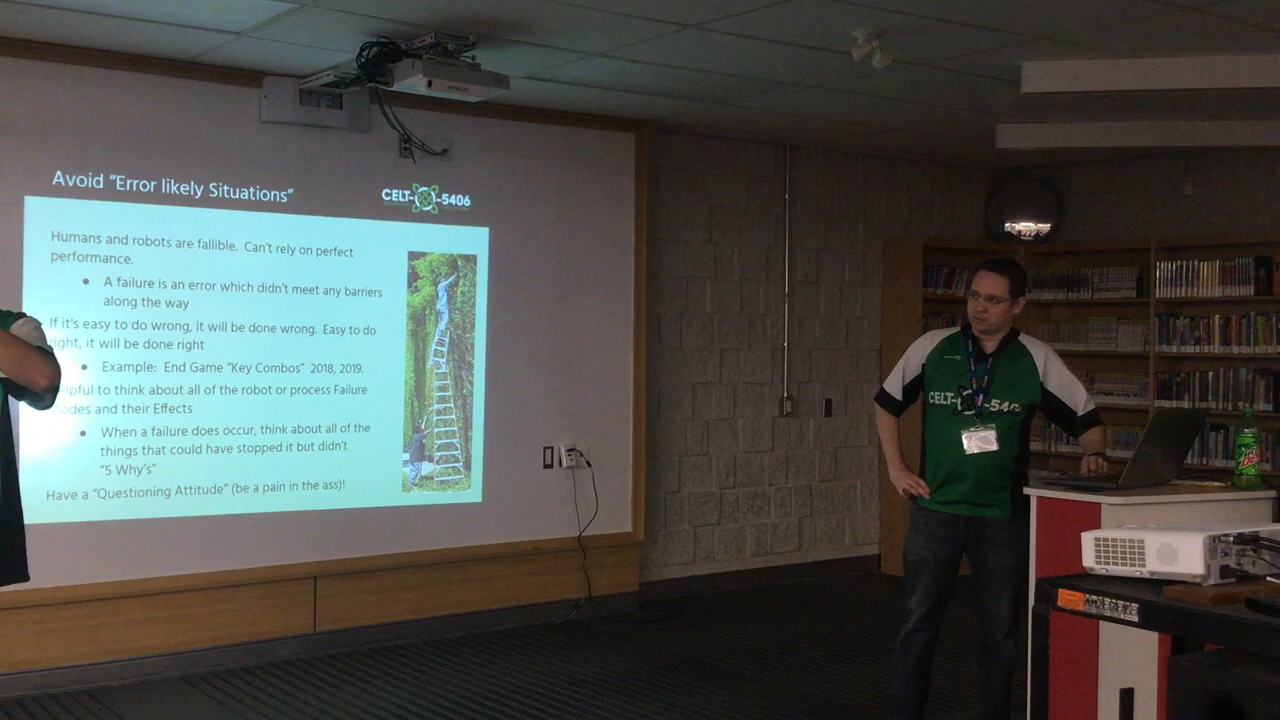 Avoid "Error likely Situations"
CELT- -5406
Humans and robots are fallible. Can't rely on perfect
performance.
• A failure is an error which didn't meet any barriers
along the way
If it's easy to do wrong, it will be done wrong. Easy to do
right, it will be done right
• Example: End Game "Key Combos" 2018, 2019.
Helpful to think about all of the robot or process Failure
Modes and their Effects
• When a failure does occur, think about all of the
things that could have stopped it but didn't
"5 Why's"
Have a "Questioning Attitude" (be a pain in the ass)!
HITACHI
CELT- -540